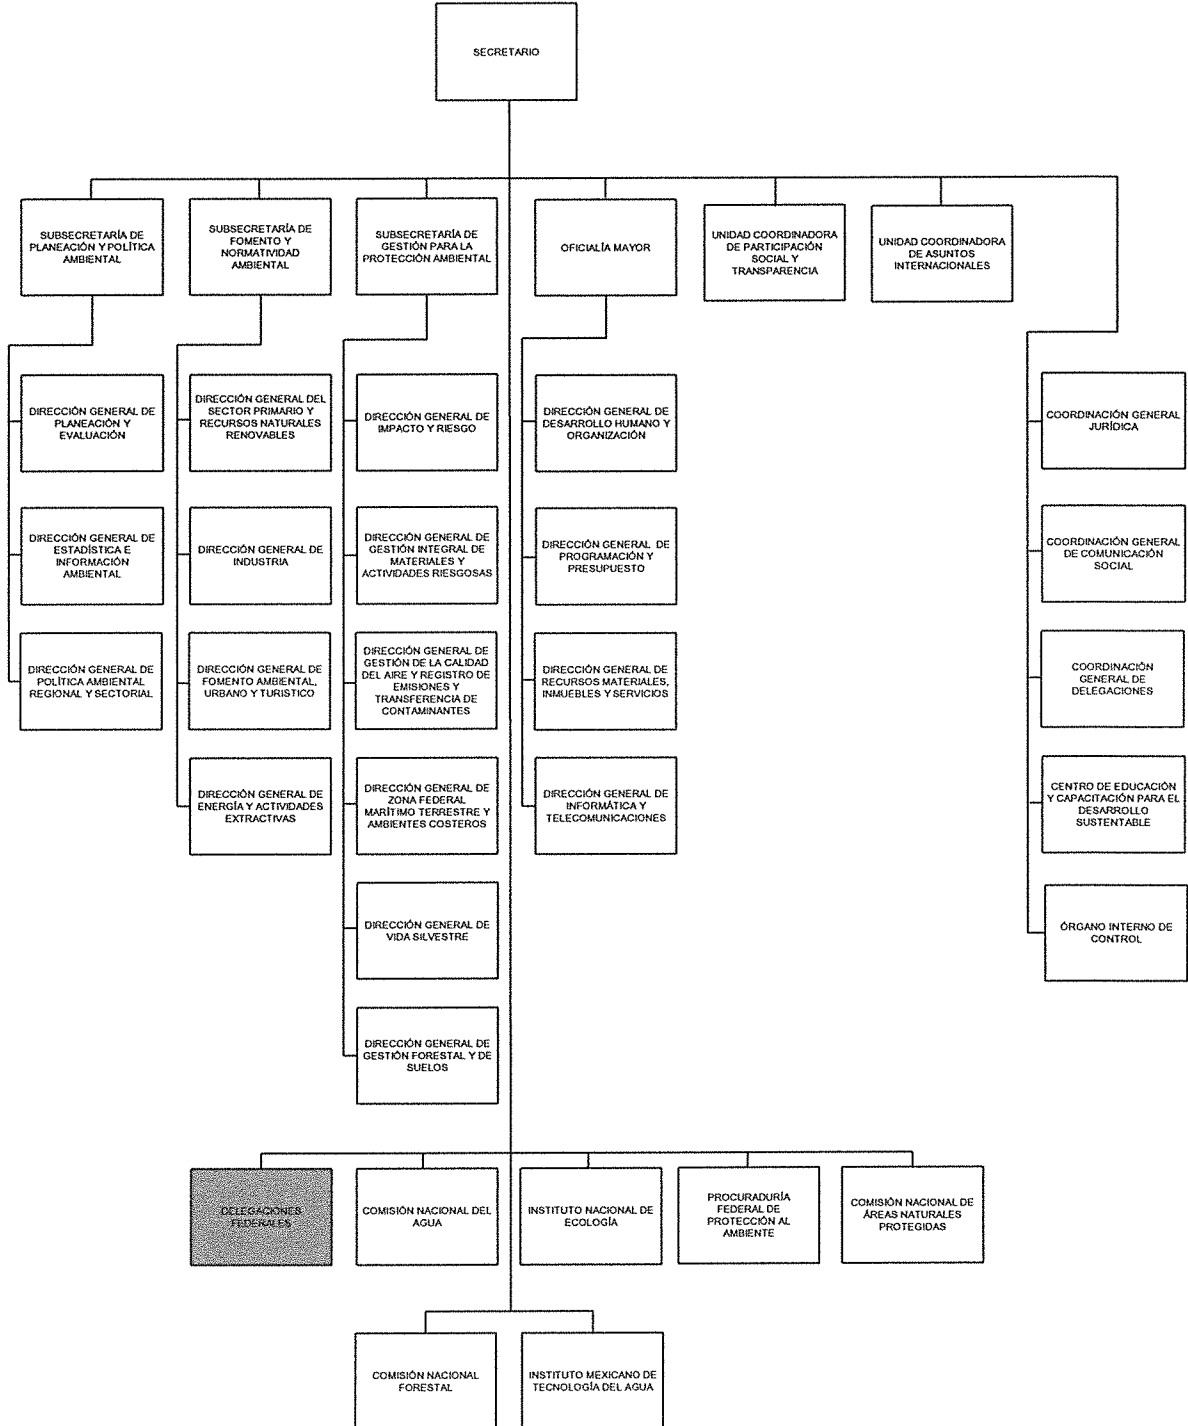 SECRETARIO
SUBSECRETARÍA DE
PLANEACIÓN Y POLÍTICA
AMBIENTAL
SUBSECRETARÍA DE
FOMENTO Y
NORMATIVIDAD
AMBIENTAL
SUBSECRETARÍA DE
GESTIÓN PARA LA
PROTECCIÓN AMBIENTAL
OFICIALÍA MAYOR
UNIDAD COORDINADORA
DE PARTICIPACIÓN
SOCIAL Y
TRANSPARENCIA
UNIDAD COORDINADORA
DE ASUNTOS
INTERNACIONALES
DIRECCIÓN GENERAL DE
PLANEACIÓN Y
EVALUACIÓN
DIRECCIÓN GENERAL DEL
SECTOR PRIMARIO Y
RECURSOS NATURALES
RENOVABLES
DIRECCIÓN GENERAL DE
IMPACTO Y RIESGO
DIRECCIÓN GENERAL DE
DESARROLLO HUMANO Y
ORGANIZACIÓN
COORDINACIÓN GENERAL
JURÍDICA
DIRECCIÓN GENERAL DE
ESTADÍSTICA E
INFORMACIÓN
AMBIENTAL
DIRECCIÓN GENERAL DE
INDUSTRIA
DIRECCIÓN GENERAL DE
GESTIÓN INTEGRAL DE
MATERIALES Y
ACTIVIDADES RIESGOSAS
DIRECCIÓN GENERAL DE
PROGRAMACIÓN Y
PRESUPUESTO
COORDINACIÓN GENERAL
DE COMUNICACIÓN
SOCIAL
DIRECCIÓN GENERAL DE
POLÍTICA AMBIENTAL
REGIONAL Y SECTORIAL
DIRECCIÓN GENERAL DE
FOMENTO AMBIENTAL,
URBANO Y TURISTICO
DIRECCIÓN GENERAL DE
GESTIÓN DE LA CALIDAD
DEL AIRE Y REGISTRO DE
EMISIONES Y
TRANSFERENCIA DE
CONTAMINANTES
DIRECCIÓN GENERAL DE
RECURSOS MATERIALES,
INMUEBLES Y SERVICIOS
COORDINACIÓN
GENERAL DE
DELEGACIONES
DIRECCIÓN GENERAL DE
ENERGÍA Y ACTIVIDADES
EXTRACTIVAS
DIRECCIÓN GENERAL DE
ZONA FEDERAL
MARÍTIMO TERRESTRE Y
AMBIENTES COSTEROS
DIRECCIÓN GENERAL DE
INFORMÁTICA Y
TELECOMUNICACIONES
CENTRO DE EDUCACIÓN
Y CAPACITACIÓN PARA EL
DESARROLLO
SUSTENTABLE
DIRECCIÓN GENERAL DE
VIDA SILVESTRE
ÓRGANO INTERNO DE
CONTROL
DIRECCIÓN GENERAL DE
GESTIÓN FORESTAL Y DE
SUELOS
DELEGACIONES
FEDERALES
COMISIÓN NACIONAL DEL
AGUA
INSTITUTO NACIONAL DE
ECOLOGÍA
PROCURADURÍA
FEDERAL DE
PROTECCIÓN AL
AMBIENTE
COMISIÓN NACIONAL DE
ÁREAS NATURALES
PROTEGIDAS
COMISIÓN NACIONAL
FORESTAL
INSTITUTO MEXICANO DE
TECNOLOGÍA DEL AGUA